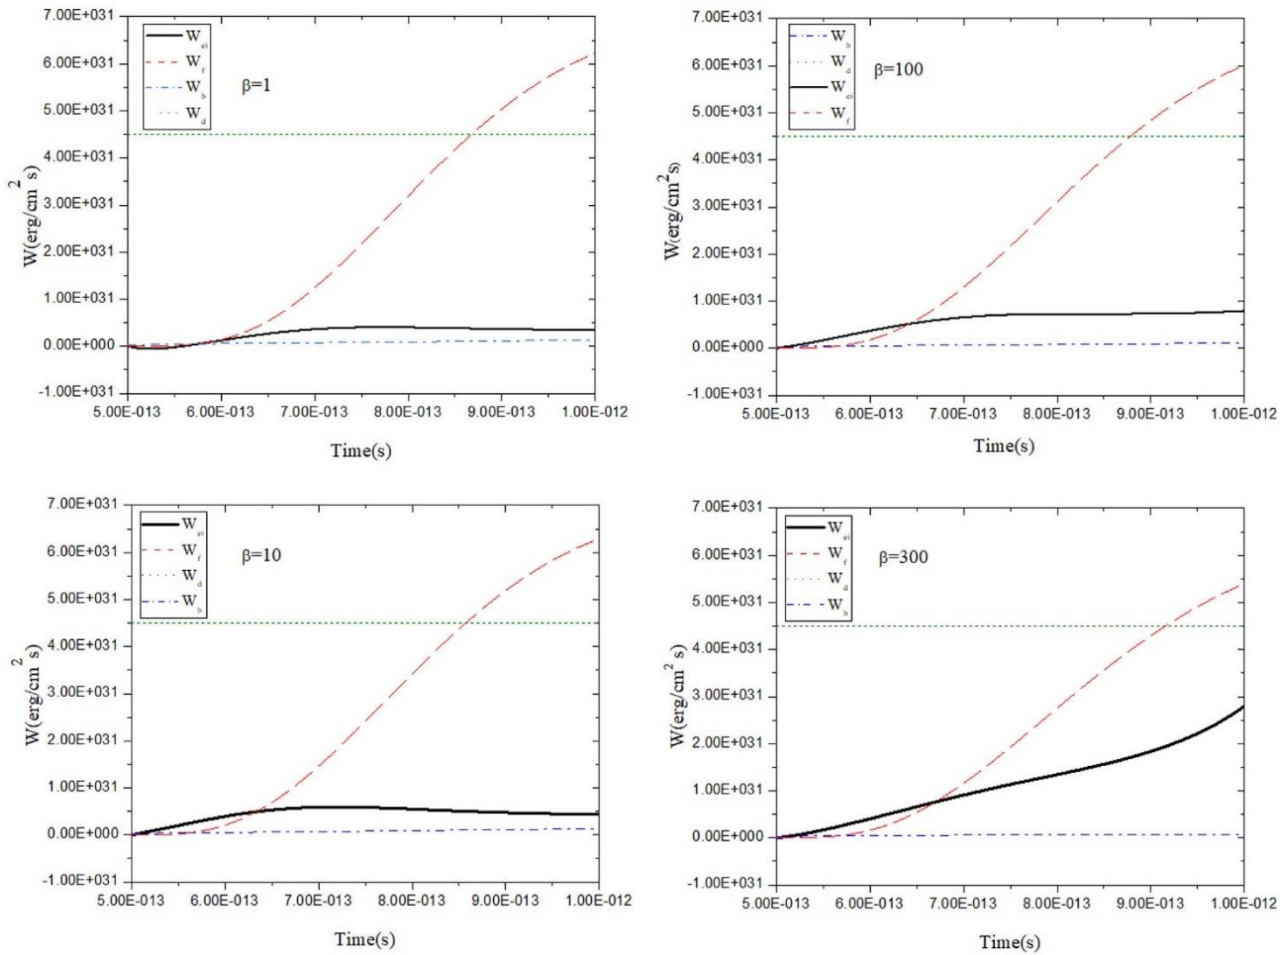 7.00E+031
6.00E+031
5.00E+031
4.00E+031
3.00E+031
2.00E+031
1.00E+031
0.00E+000
-1.00E+031
W(erg/cm² s)
W_ei
W_f
W_b
W_d
β=1
5.00E-013 6.00E-013 7.00E-013 8.00E-013 9.00E-013 1.00E-012
Time(s)
7.00E+031
6.00E+031
5.00E+031
4.00E+031
3.00E+031
2.00E+031
1.00E+031
0.00E+000
-1.00E+031
W(erg/cm²s)
W_b
W_d
W_ei
W_f
β=100
5.00E-013 6.00E-013 7.00E-013 8.00E-013 9.00E-013 1.00E-012
Time(s)
7.00E+031
6.00E+031
5.00E+031
4.00E+031
3.00E+031
2.00E+031
1.00E+031
0.00E+000
-1.00E+031
W(erg/cm² s)
W_ei
W_f
W_d
W_b
β=10
5.00E-013 6.00E-013 7.00E-013 8.00E-013 9.00E-013 1.00E-012
Time(s)
7.00E+031
6.00E+031
5.00E+031
4.00E+031
3.00E+031
2.00E+031
1.00E+031
0.00E+000
-1.00E+031
W(erg/cm² s)
W_ei
W_f
W_d
W_b
β=300
5.00E-013 6.00E-013 7.00E-013 8.00E-013 9.00E-013 1.00E-012
Time(s)